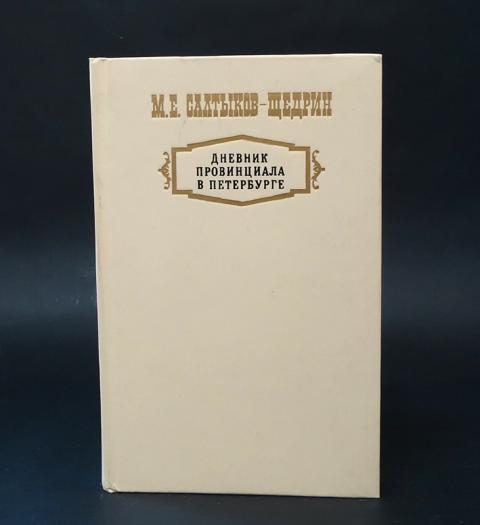 М.Е. САЛТЫКОВ-ЩЕДРИН
ДНЕВНИК
ПРОВИНЦИАЛА
В ПЕТЕРБУРГЕ